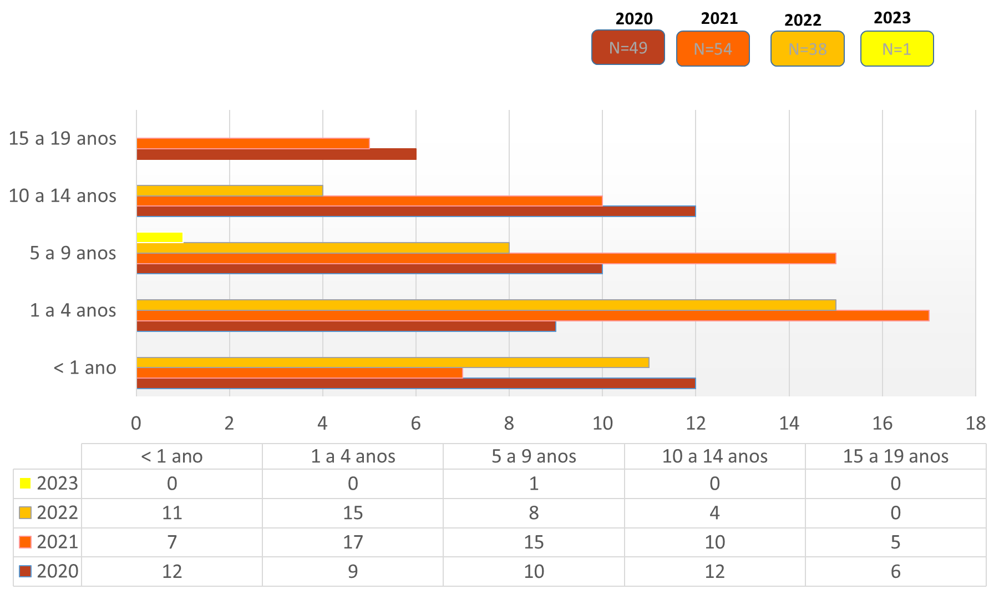 2020 2021 2022 2023
N=49 N=54 N=38 N=1
15 a 19 anos
10 a 14 anos
5 a 9 anos
1 a 4 anos
< 1 ano
0 2 4 6 8 10 12 14 16 18
< 1 ano 1 a 4 anos 5 a 9 anos 10 a 14 anos 15 a 19 anos
2023 0 0 1 0 0
2022 11 15 8 4 0
2021 7 17 15 10 5
2020 12 9 10 12 6